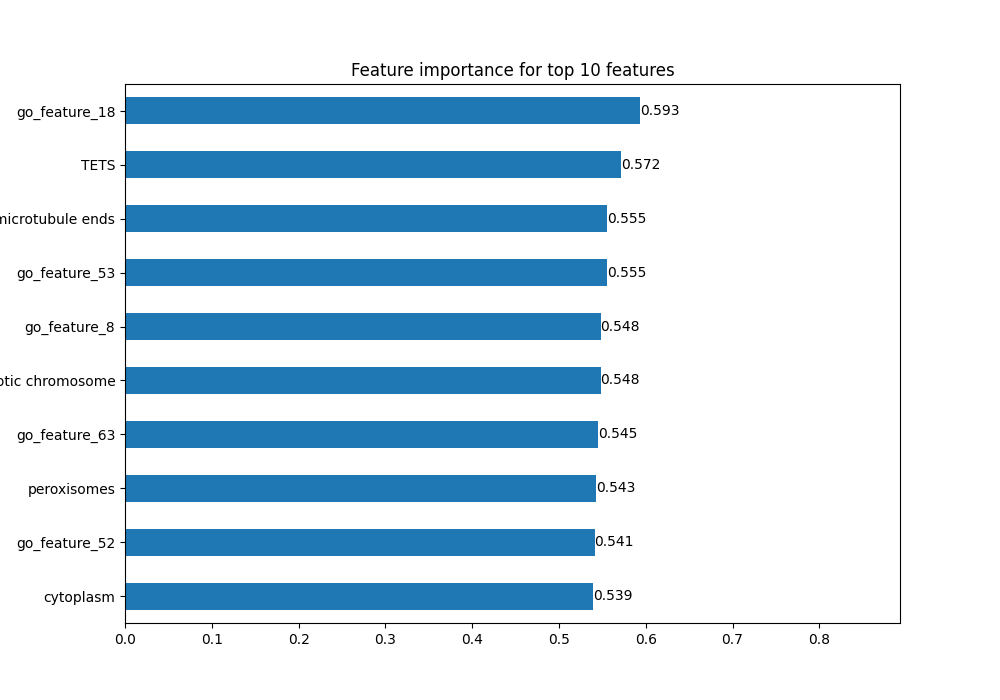 Feature importance for top 10 features
go_feature_18 0.593
TETS 0.572
microtubule ends 0.555
go_feature_53 0.555
go_feature_8 0.548
chromosome 0.548
go_feature_63 0.545
peroxisomes 0.543
go_feature_52 0.541
cytoplasm 0.539
0.0 0.1 0.2 0.3 0.4 0.5 0.6 0.7 0.8